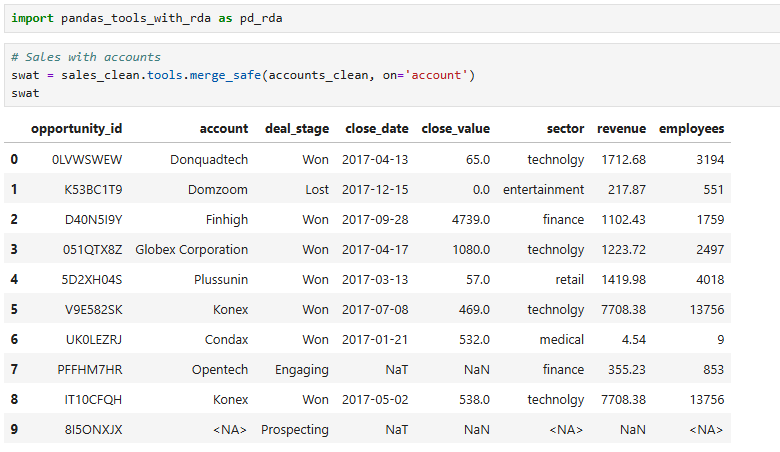 import pandas_tools_with_rda as pd_rda
# Sales with accounts
swat = sales_clean.tools.merge_safe(accounts_clean, on='account')
swat
opportunity_id account deal_stage close_date close_value sector revenue employees
0 0LVWSWEW Donquadtech Won 2017-04-13 65.0 technolgy 1712.68 3194
1 K53BC1T9 Domzoom Lost 2017-12-15 0.0 entertainment 217.87 551
2 D40N5I9Y Finhigh Won 2017-09-28 4739.0 finance 1102.43 1759
3 051QTX8Z Globex Corporation Won 2017-04-17 1080.0 technolgy 1223.72 2497
4 5D2XH04S Plussunin Won 2017-03-13 57.0 retail 1419.98 4018
5 V9E582SK Konex Won 2017-07-08 469.0 technolgy 7708.38 13756
6 UK0LEZRJ Condax Won 2017-01-21 532.0 medical 4.54 9
7 PFFHM7HR Opentech Engaging NaT NaN finance 355.23 853
8 IT10CFQH Konex Won 2017-05-02 538.0 technolgy 7708.38 13756
9 8I5ONXJX <NA> Prospecting NaT NaN <NA> NaN <NA>